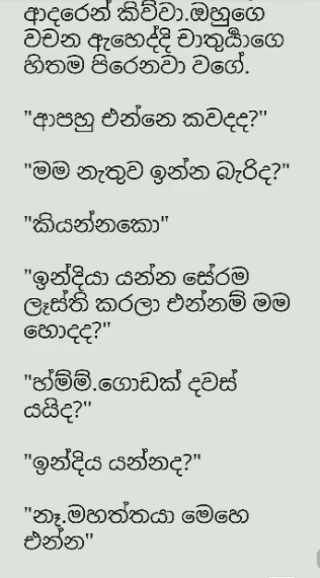 ආදරෙන් කිව්වා.ඔහුගෙ
වචන ඇහෙද්දි චාතුර්‍යාගෙ
හිතම පිරෙනවා වගේ.
"ආපහු එන්නෙ කවදද?"
"මම නැතුව ඉන්න බැරිද?"
"කියන්නකො"
"ඉන්දියා යන්න සේරම
ලෑස්ති කරලා එන්නම් මම
හොදද?"
"හ්ම්ම්.ගොඩක් දවස්
යයිද?"
"ඉන්දිය යන්නද?"
"නෑ.මහත්තයා මෙහෙ
එන්න"